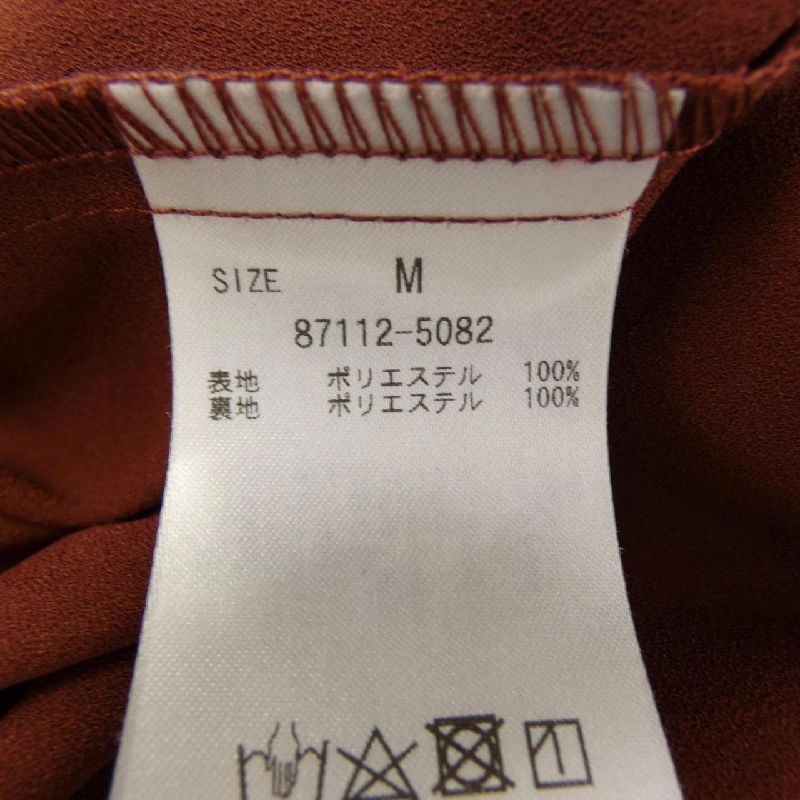 SIZE M
87112-5082
表地 ポリエステル 100%
裏地 ポリエステル 100%